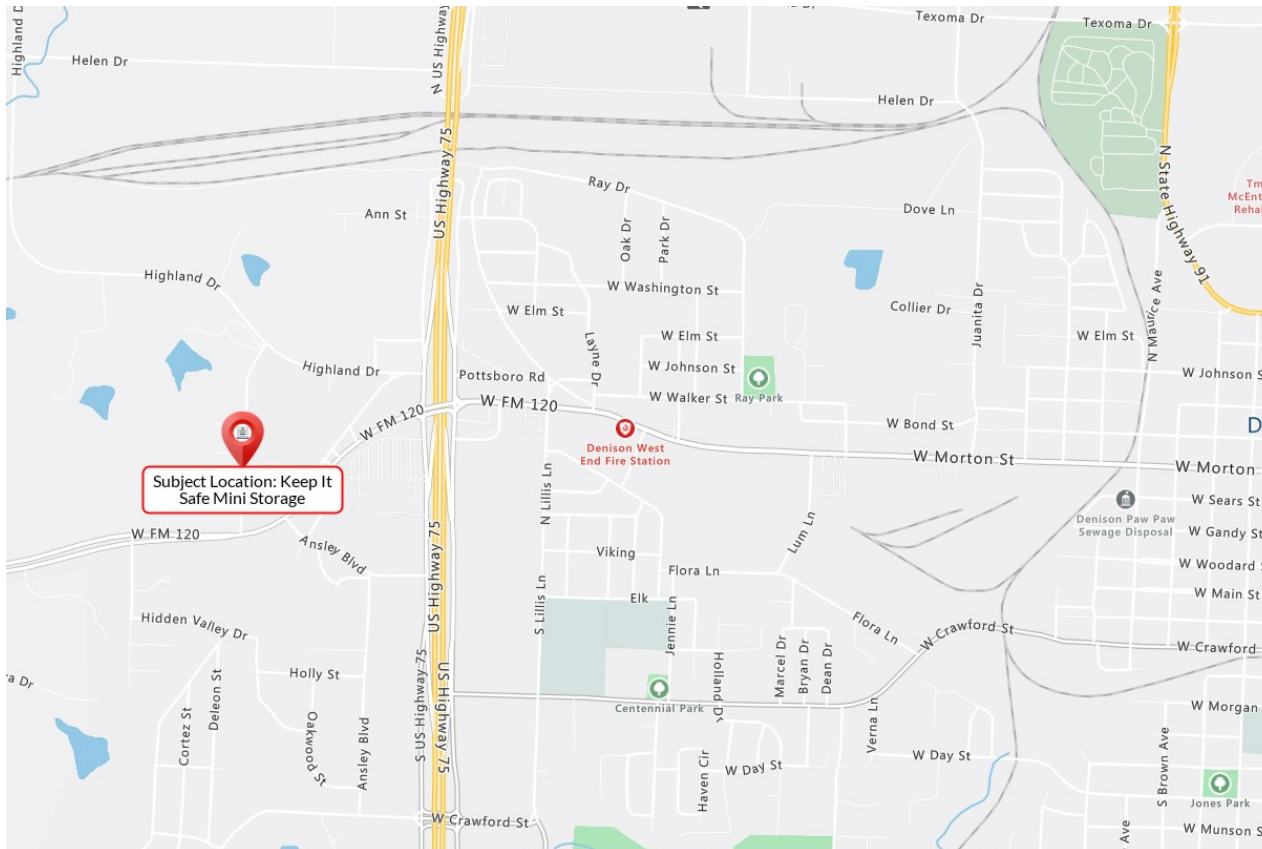 Texoma Dr
Texoma Dr
Highland D
Helen Dr
N US Highway
Helen Dr
US Highway 75
N State Highway 91
Ray Dr
Ann St
Oak Dr
Park Dr
Dove Ln
US Highway 75
Highland Dr
W Washington St
Collier Dr
Juanita Dr
N Maurice Ave
W Elm St
W Elm St
W Elm St
Layne Dr
Highland Dr
Pottsboro Rd
W Johnson St
W Johnson S
W FM 120
W FM 120
W Walker St
Ray Park
W Bond St
D
Denison West
End Fire Station
W Morton St
W Morton
Subject Location: Keep It
Safe Mini Storage
N Lillis Ln
W Sears St
W FM 120
US Highway 75
Lum Ln
Denison Paw Paw
Sewage Disposal
W Gandy St
Ansley Blvd
Viking
Flora Ln
W Woodard S
Elk
W Main St
S Lillis Ln
Jennie Ln
Flora Ln
W Crawford St
W Crawford
Hidden Valley Dr
Holly St
ra Dr
Cortez St
Deleon St
Oakwood St
Ansley Blvd
S US Highway 75
US Highway 75
Holland Dr
Marcel Dr
Bryan Dr
Dean Dr
Centennial Park
Verna Ln
W Morgan
W Day St
W Day St
Haven Cir
S Brown Ave
Jones Park
W Crawford St
Ave
W Munson S